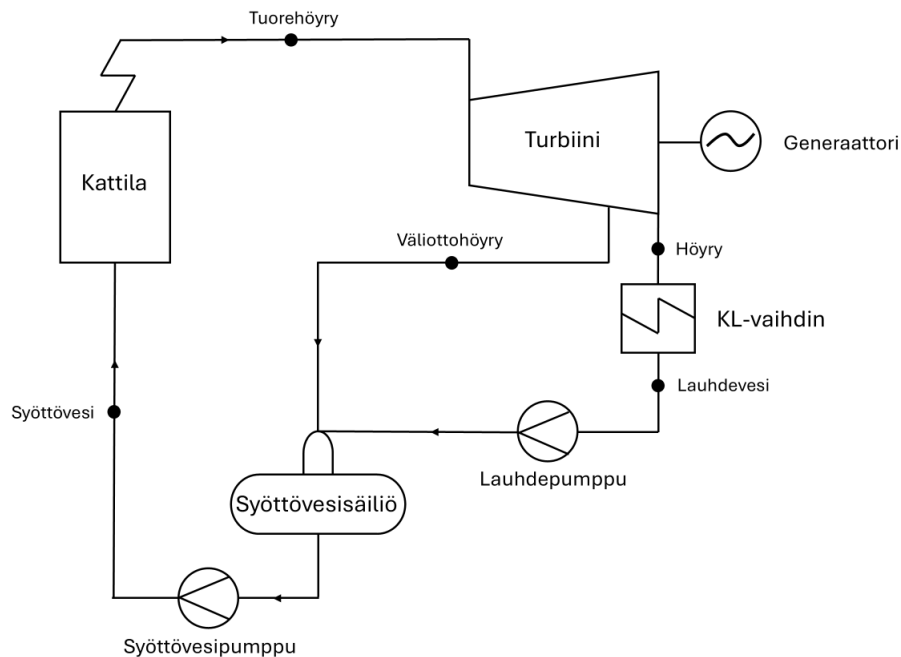 Tuorehöyry
Turbiini
Generaattori
Kattila
Väliottohöyry
Höyry
KL-vaihdin
Lauhdevesi
Syöttövesi
Lauhdepumppu
Syöttövesisäiliö
Syöttövesipumppu